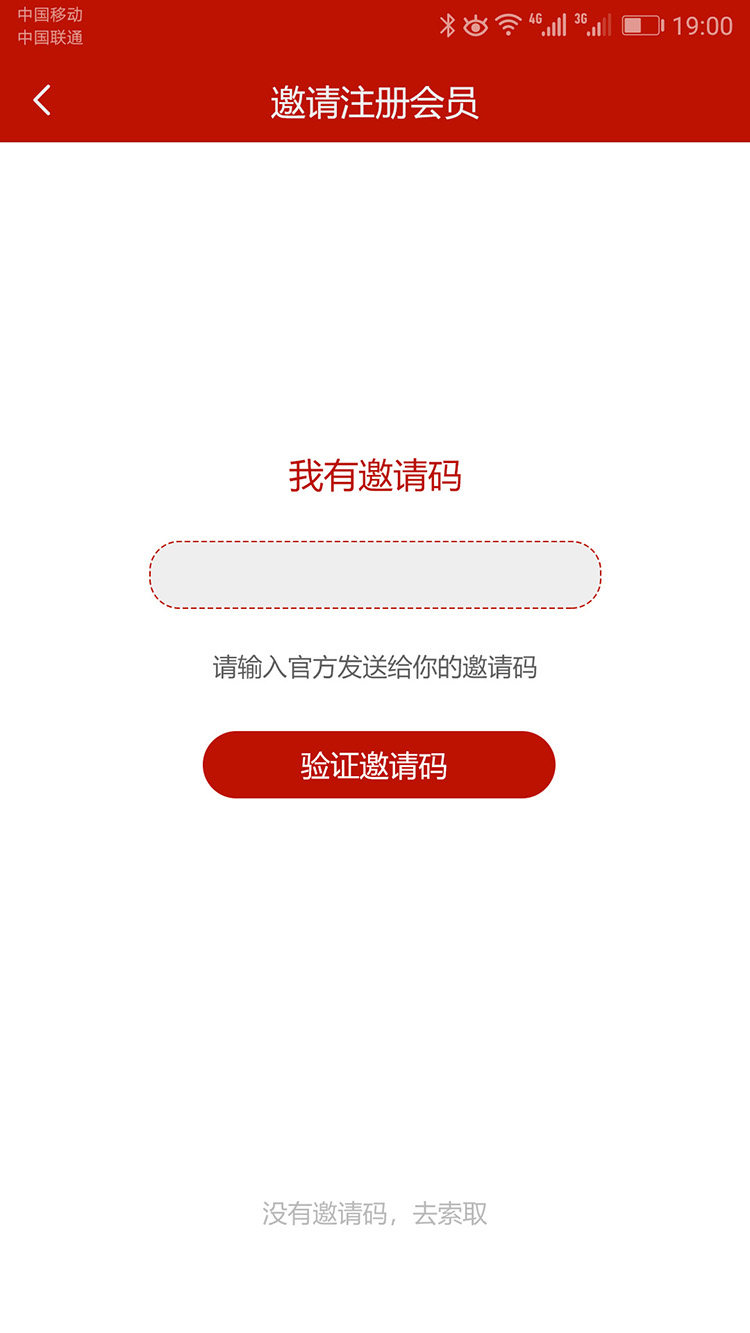 中国移动
中国联通
4G 3G 19:00
邀请注册会员
我有邀请码
请输入官方发送给你的邀请码
验证邀请码
没有邀请码，去索取